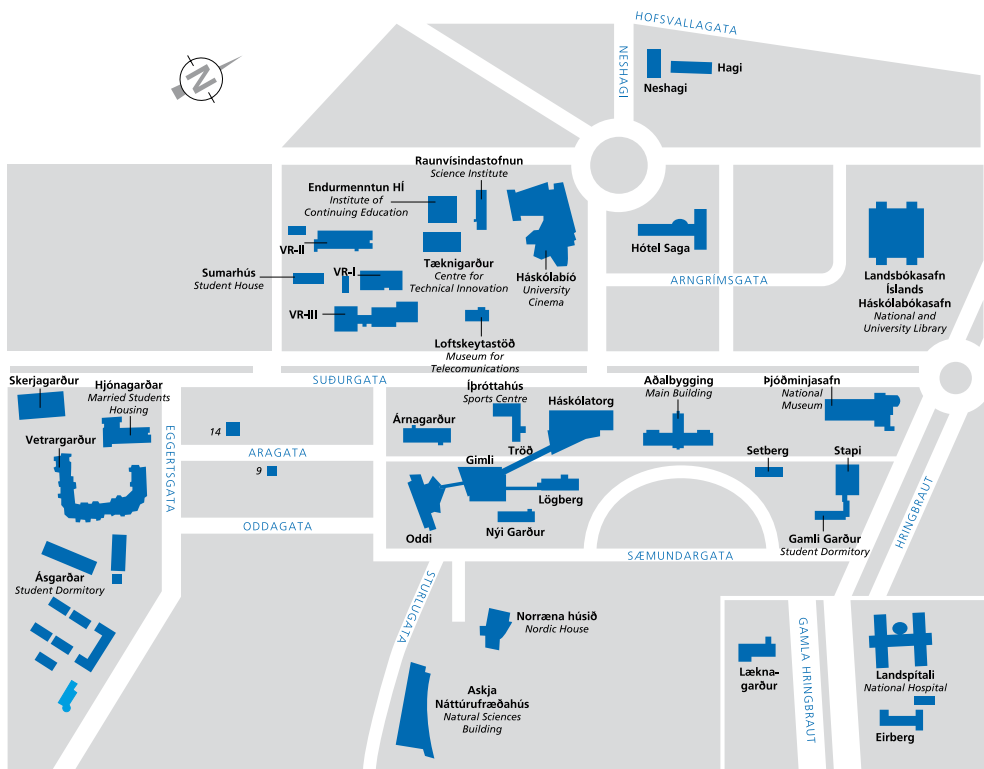 HOFSVALLAGATA
NESHAGI
Hagi
Neshagi
N
Raunvísindastofnun
Science Institute
Endurmenntun HÍ
Institute of
Continuing Education
VR-II
Hótel Saga
Sumarhús
Student House
VR-I
Tæknigarður
Centre for
Technical Innovation
Háskólabíó
University
Cinema
ARNGRÍMSGATA
Landsbókasafn
Íslands
Háskólabókasafn
National and
University Library
VR-III
Loftskeytastöð
Museum for
Telecomunications
SUÐURGATA
Skerjagarður
Hjónagarðar
Married Students
Housing
Íþróttahús
Sports Centre
Háskólatorg
Aðalbygging
Main Building
Þjóðminjasafn
National
Museum
Árnagarður
14
Vetrargarður
EGGERTSGATA
ARAGATA
Tröð
Gimli
Setberg
Stapi
9
Lögberg
ODDAGATA
Oddi
Nýi Garður
Gamli Garður
Student Dormitory
HRINGBRAUT
SÆMUNDARGATA
Ásgarðar
Student Dormitory
STURLUGATA
Norræna húsið
Nordic House
GAMLA HRINGBRAUT
Lækna-
garður
Landspítali
National Hospital
Askja
Náttúrufræðahús
Natural Sciences
Building
Eirberg